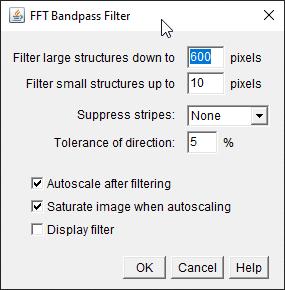 FFT Bandpass Filter
Filter large structures down to 600 pixels
Filter small structures up to 10 pixels
Suppress stripes: None
Tolerance of direction: 5 %
Autoscale after filtering
Saturate image when autoscaling
Display filter
OK Cancel Help